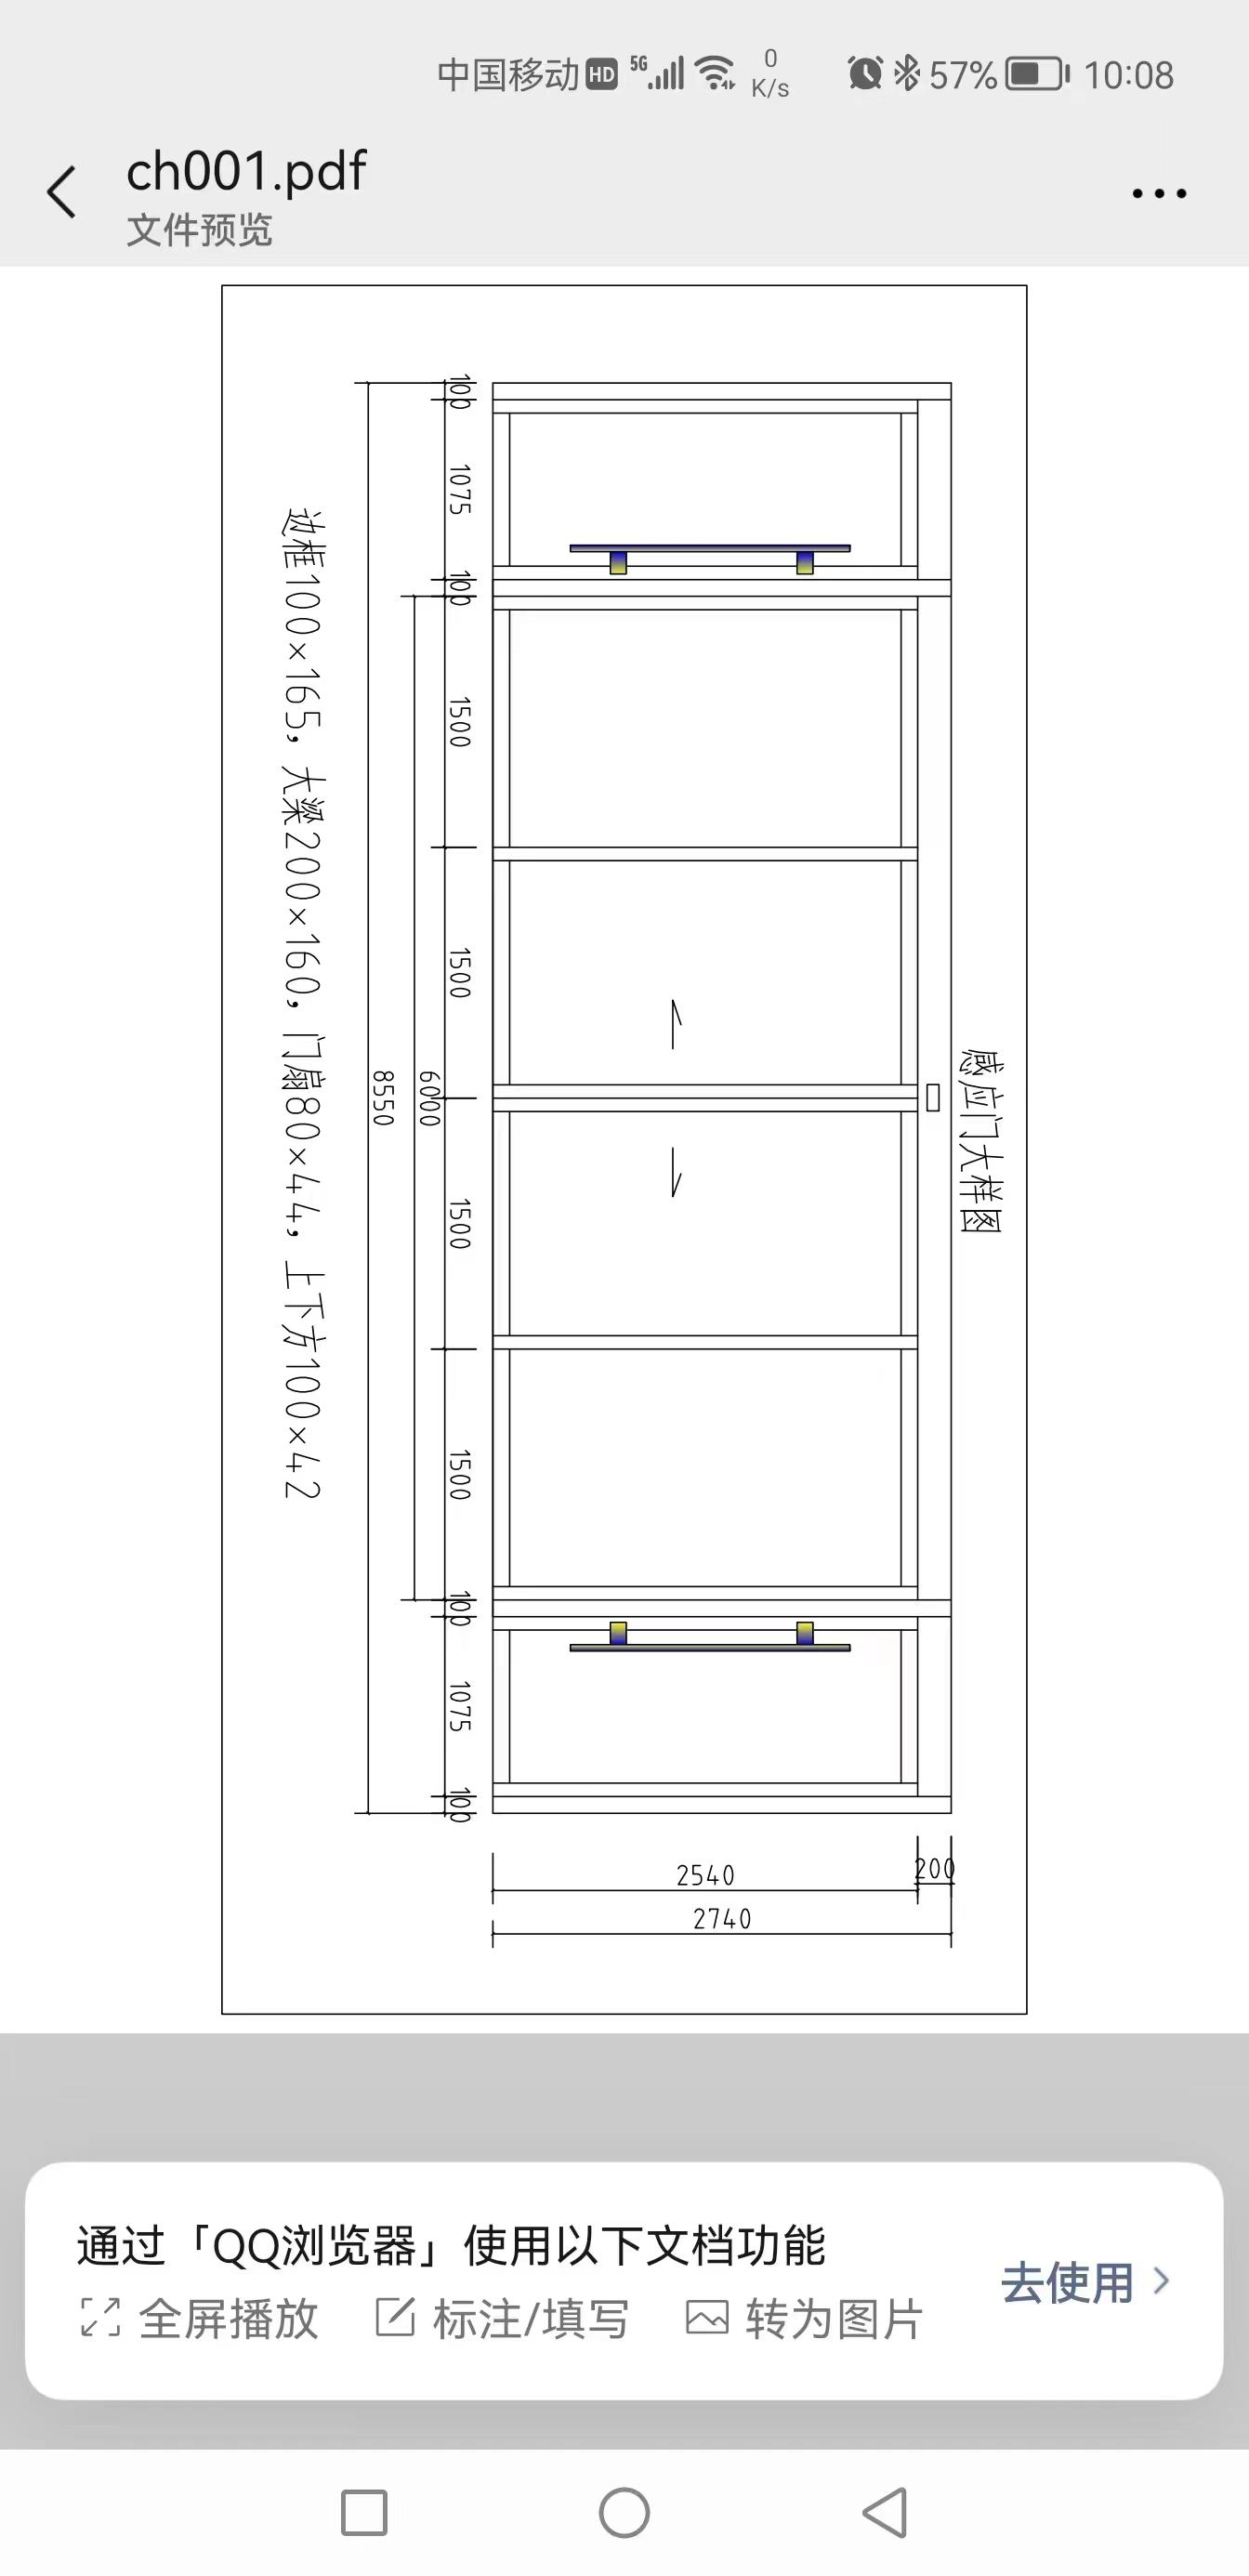 中国移动 HD 5G 0 K/s 57% 10:08
ch001.pdf
文件预览
感应门大样图
100
1075
100
1500
1500
1500
1500
100
1075
100
6000
8550
边框100×165，大梁200×160，门扇80×44，上下方100×42
2540
200
2740
通过「QQ浏览器」使用以下文档功能
全屏播放 标注/填写 转为图片
去使用